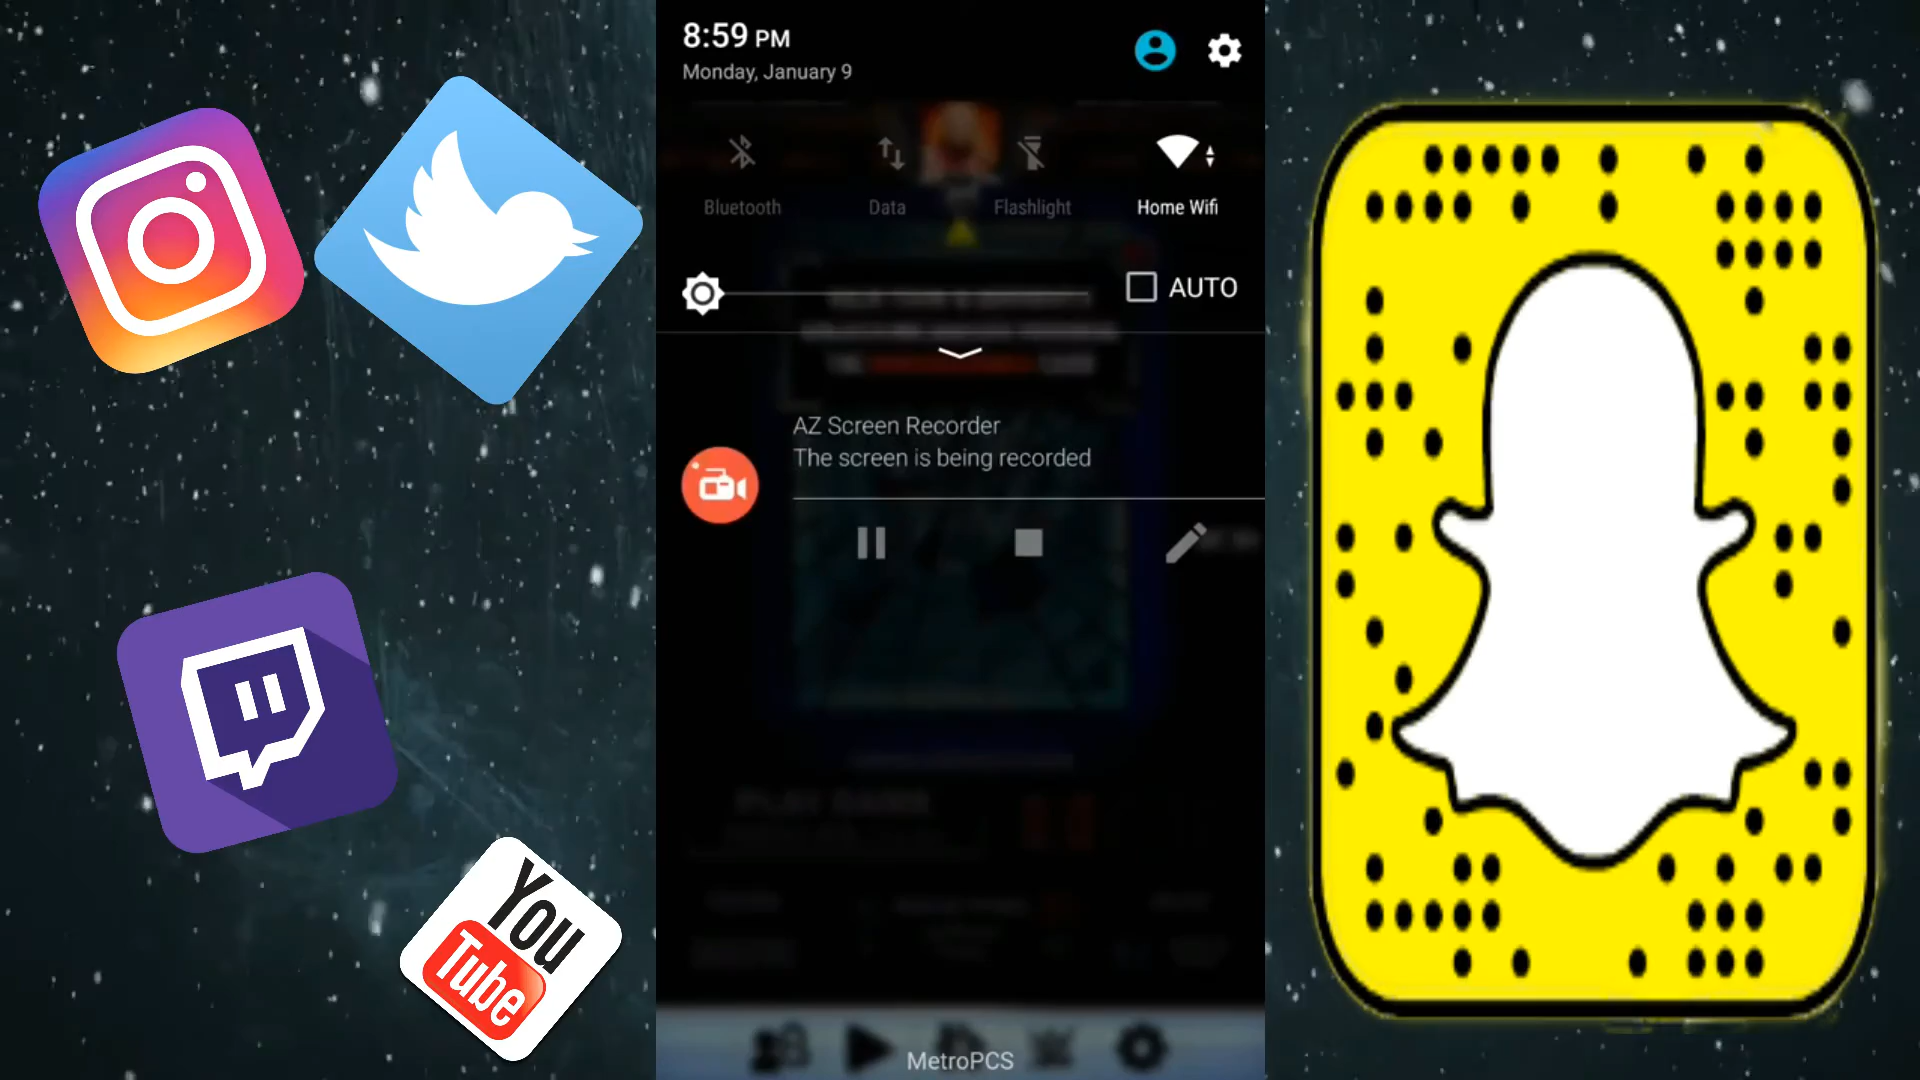 8:59 PM
Monday, January 9
Bluetooth
Data
Flashlight
Home Wifi
AUTO
AZ Screen Recorder
The screen is being recorded
MetroPCS
You
Tube